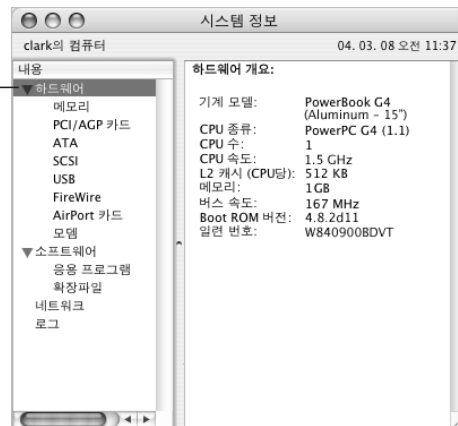 시스템 정보
clark의 컴퓨터
04. 03. 08 오전 11:37
내용
하드웨어
메모리
PCI/AGP 카드
ATA
SCSI
USB
FireWire
AirPort 카드
모뎀
소프트웨어
응용 프로그램
확장파일
네트워크
로그
하드웨어 개요:
기계 모델: PowerBook G4
(Aluminum – 15")
CPU 종류: PowerPC G4 (1.1)
CPU 수: 1
CPU 속도: 1.5 GHz
L2 캐시 (CPU당): 512 KB
메모리: 1GB
버스 속도: 167 MHz
Boot ROM 버전: 4.8.2d11
일련 번호: W840900BDVT